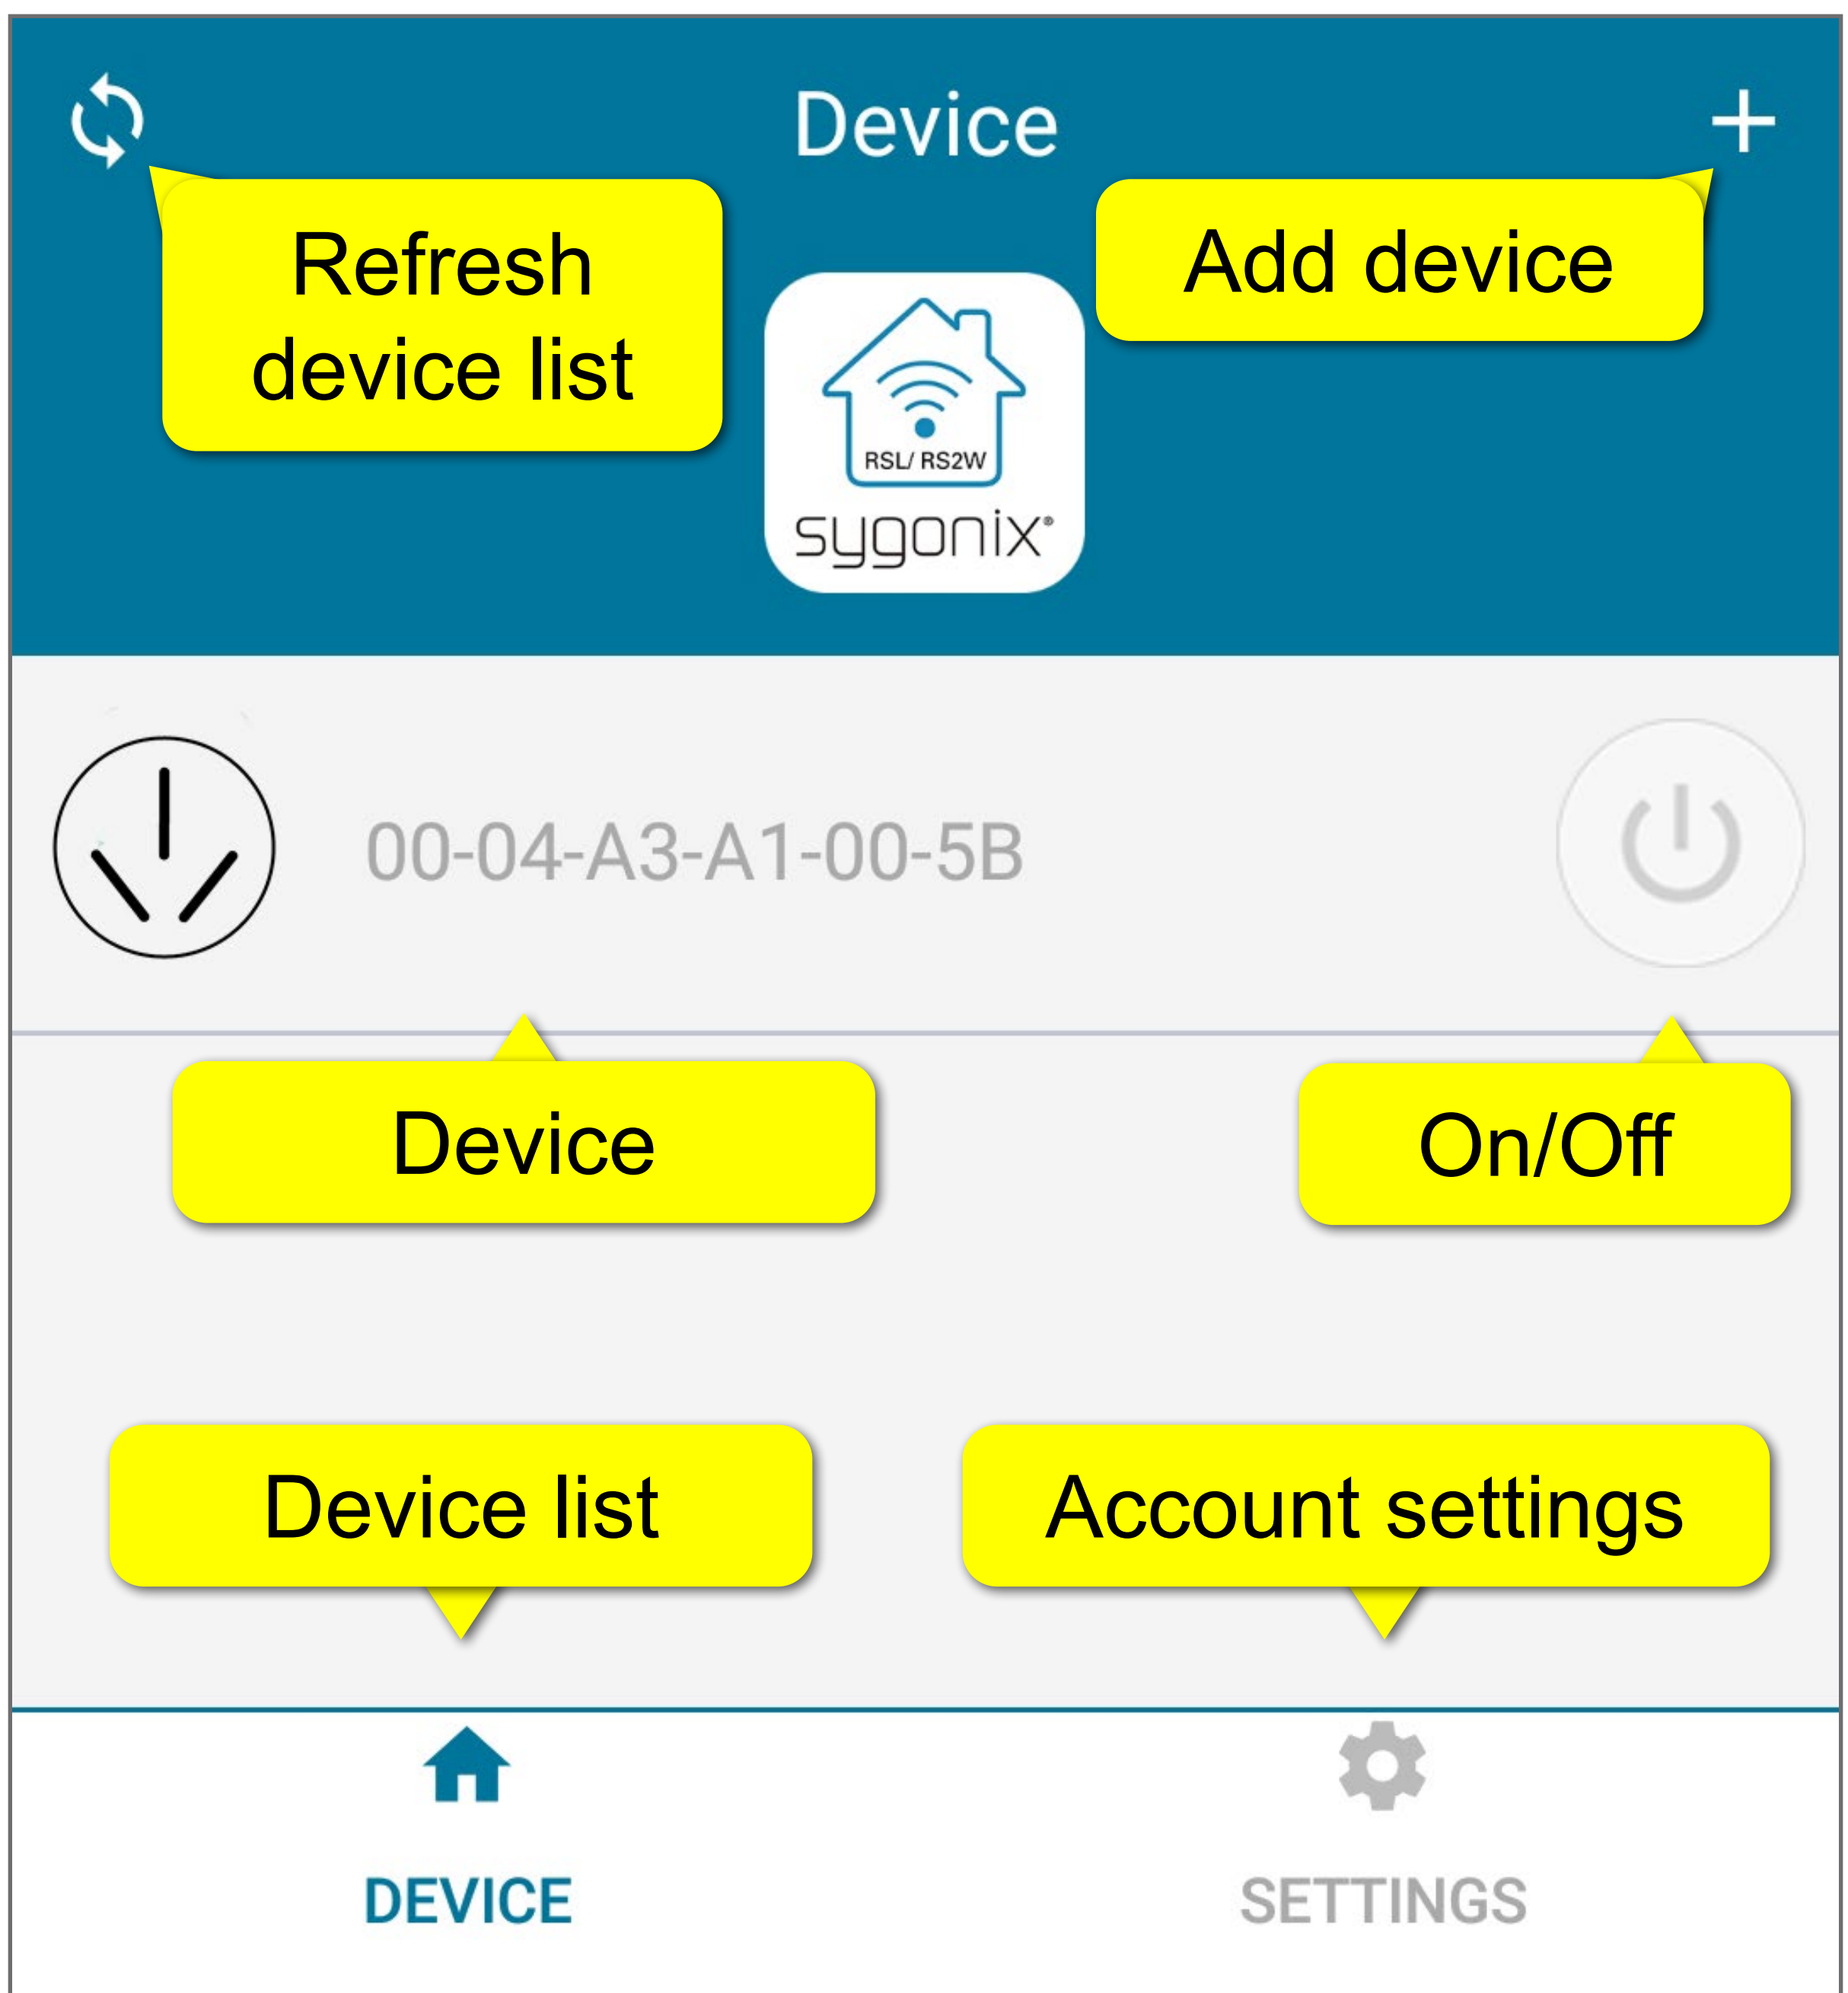 Device
Refresh
device list
Add device
RSL/ RS2W
sygonix®
00-04-A3-A1-00-5B
Device
On/Off
Device list
Account settings
DEVICE
SETTINGS